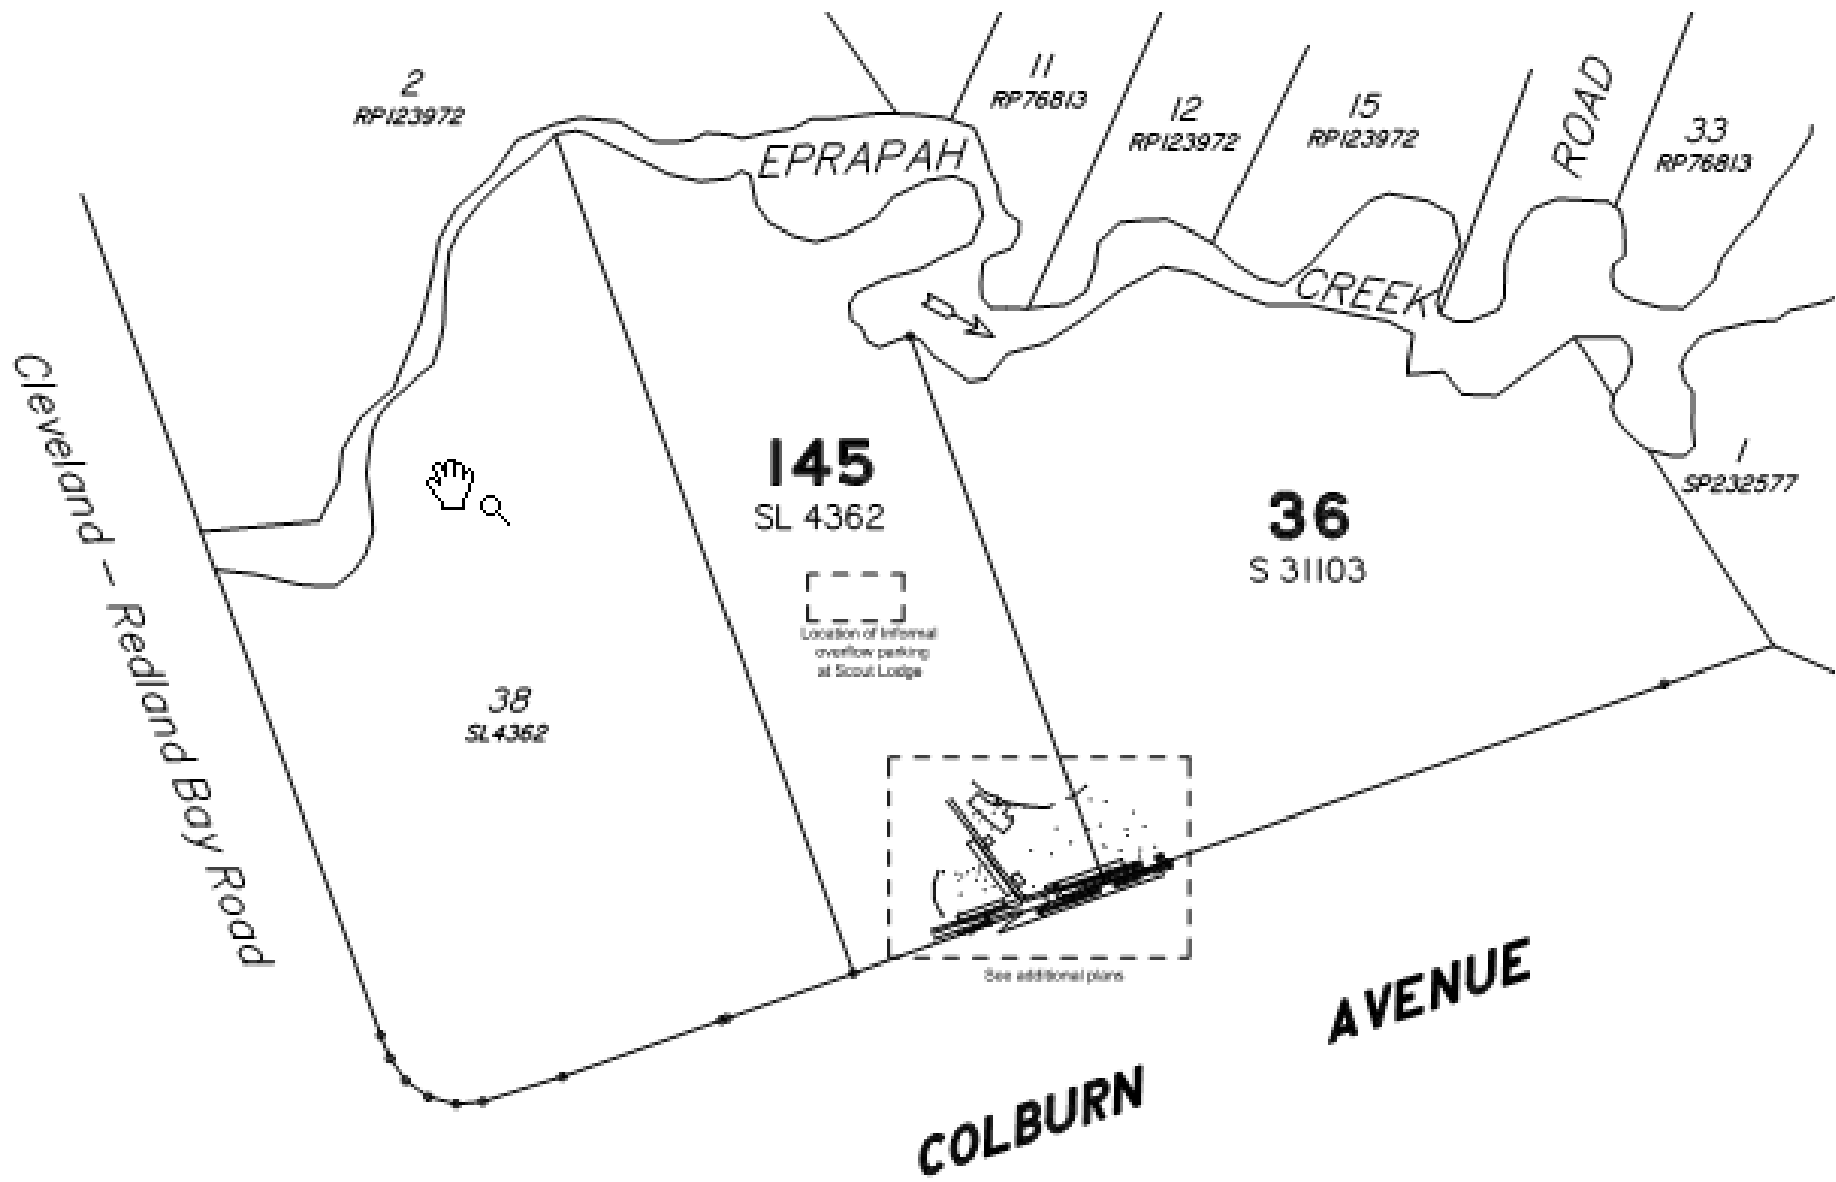 2
RP123972
11
RP76813
12
RP123972
15
RP123972
ROAD
33
RP76813
EPRAPAH
CREEK
Cleveland -- Redland Bay Road
145
SL 4362
36
S 31103
1
SP232577
Location of Informal
overflow parking
at Scout Lodge
38
SL4362
See additional plans
COLBURN AVENUE